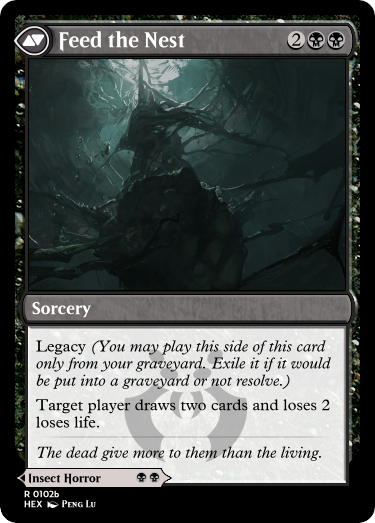 Feed the Nest 2
Sorcery
Legacy (You may play this side of this card
only from your graveyard. Exile it if it would
be put into a graveyard or not resolve.)
Target player draws two cards and loses 2
loses life.
The dead give more to them than the living.
Insect Horror
R 0102b
HEX Peng Lu